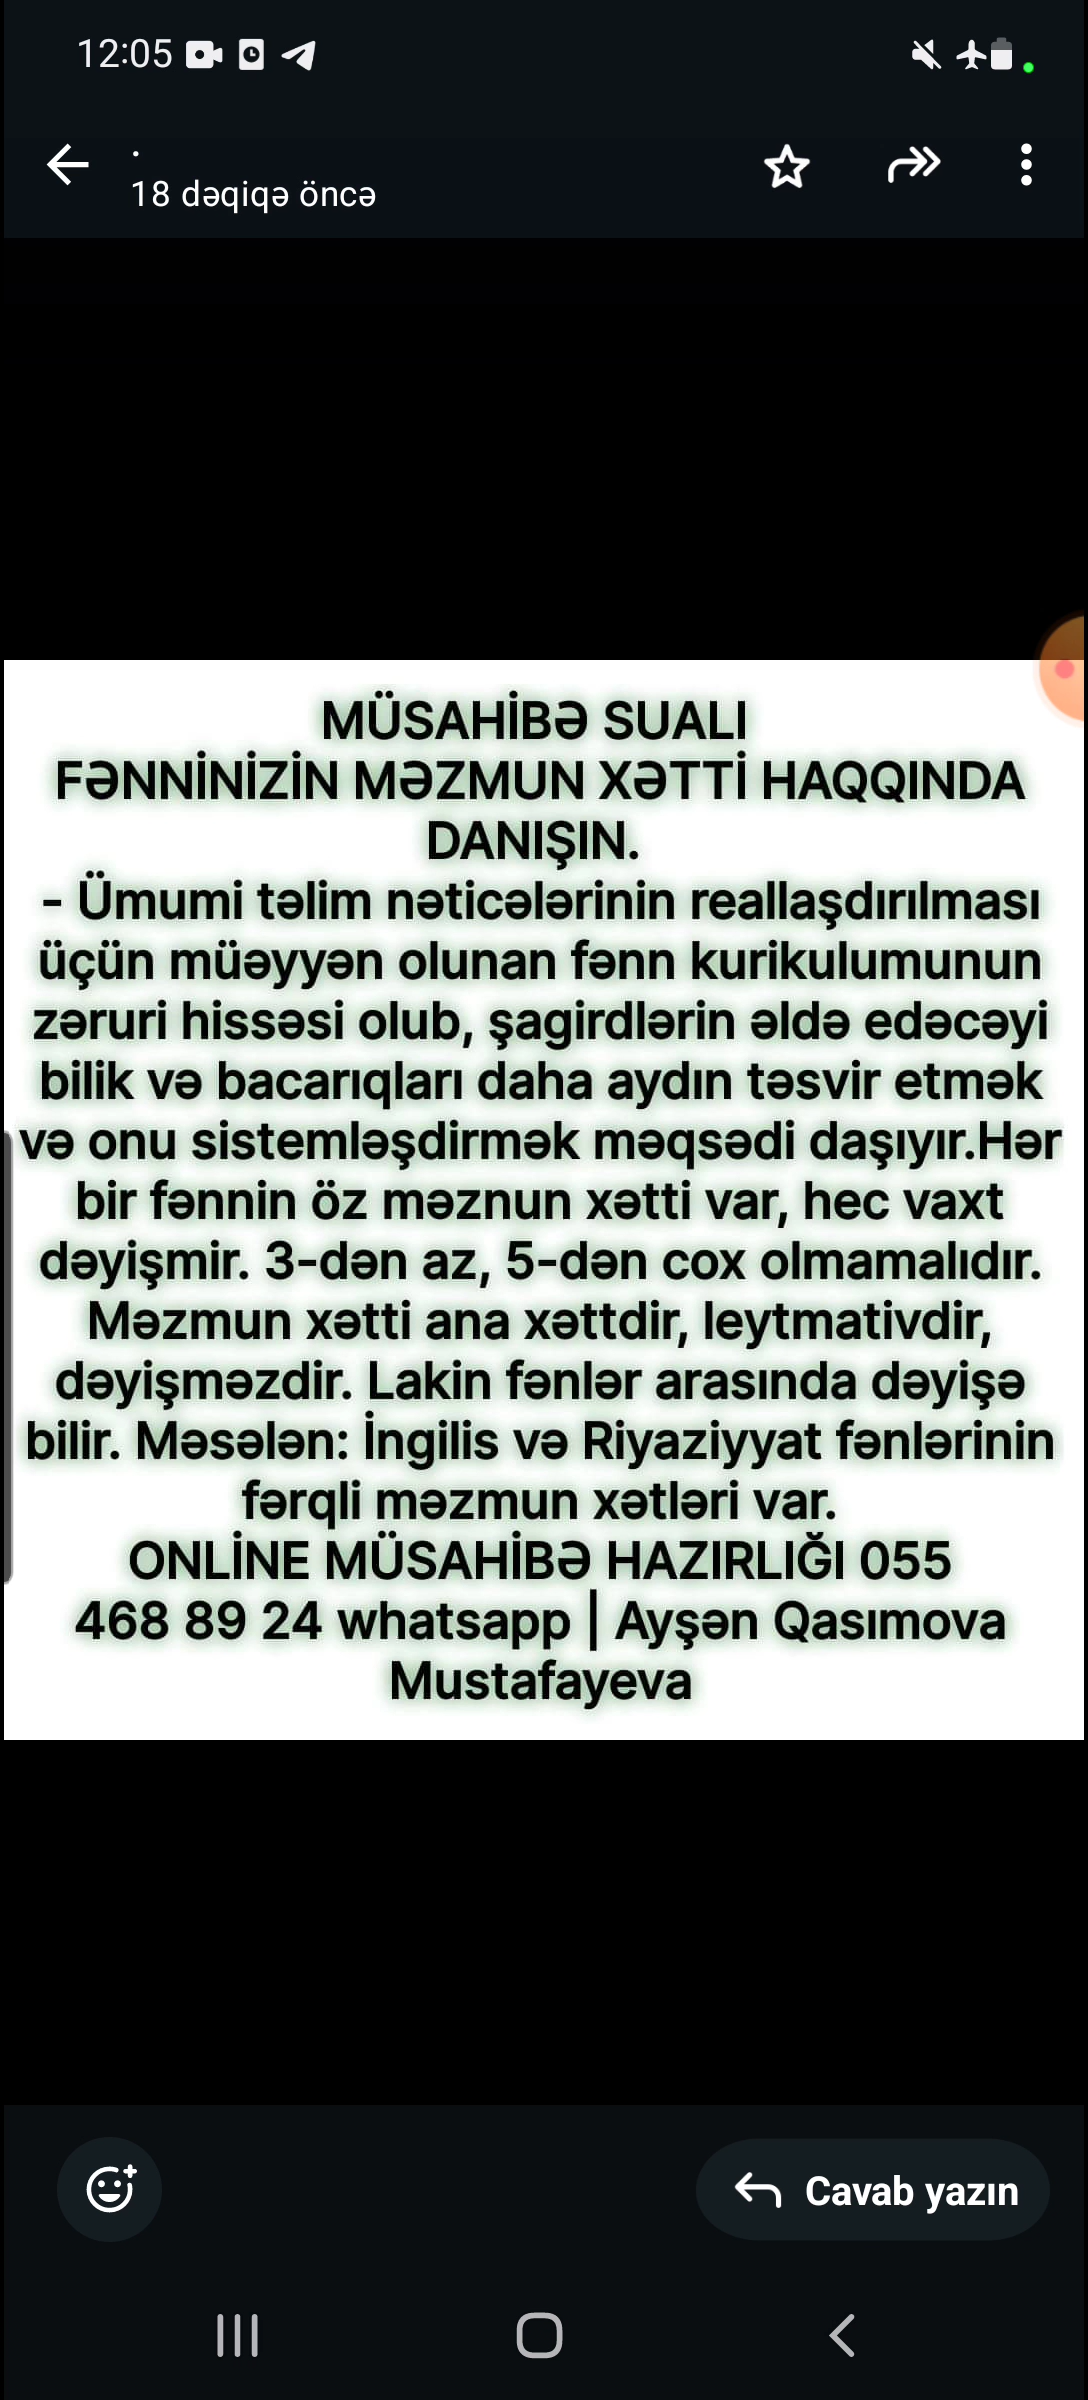 12:05
.
18 dəqiqə öncə
MÜSAHİBƏ SUALI
FƏNNİNİZİN MƏZMUN XƏTTİ HAQQINDA
DANIŞIN.
- Ümumi təlim nəticələrinin reallaşdırılması
üçün müəyyən olunan fənn kurikulumunun
zəruri hissəsi olub, şagirdlərin əldə edəcəyi
bilik və bacarıqları daha aydın təsvir etmək
və onu sistemləşdirmək məqsədi daşıyır.Hər
bir fənnin öz məznun xətti var, hec vaxt
dəyişmir. 3-dən az, 5-dən cox olmamalıdır.
Məzmun xətti ana xəttdir, leytmativdir,
dəyişməzdir. Lakin fənlər arasında dəyişə
bilir. Məsələn: İngilis və Riyaziyyat fənlərinin
fərqli məzmun xətləri var.
ONLİNE MÜSAHİBƏ HAZIRLIĞI 055
468 89 24 whatsapp | Ayşən Qasımova
Mustafayeva
Cavab yazın